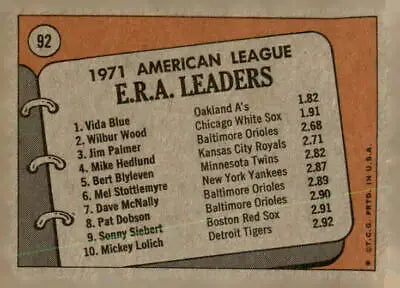 92
1971 AMERICAN LEAGUE
E.R.A. LEADERS
1. Vida Blue Oakland A's 1.82
2. Wilbur Wood Chicago White Sox 1.91
3. Jim Palmer Baltimore Orioles 2.68
4. Mike Hedlund Kansas City Royals 2.71
5. Bert Blyleven Minnesota Twins 2.82
6. Mel Stottlemyre New York Yankees 2.87
7. Dave McNally Baltimore Orioles 2.89
8. Pat Dobson Baltimore Orioles 2.90
9. Sonny Siebert Boston Red Sox 2.91
10. Mickey Lolich Detroit Tigers 2.92
* ©T.C.G. PRTD. IN U.S.A.